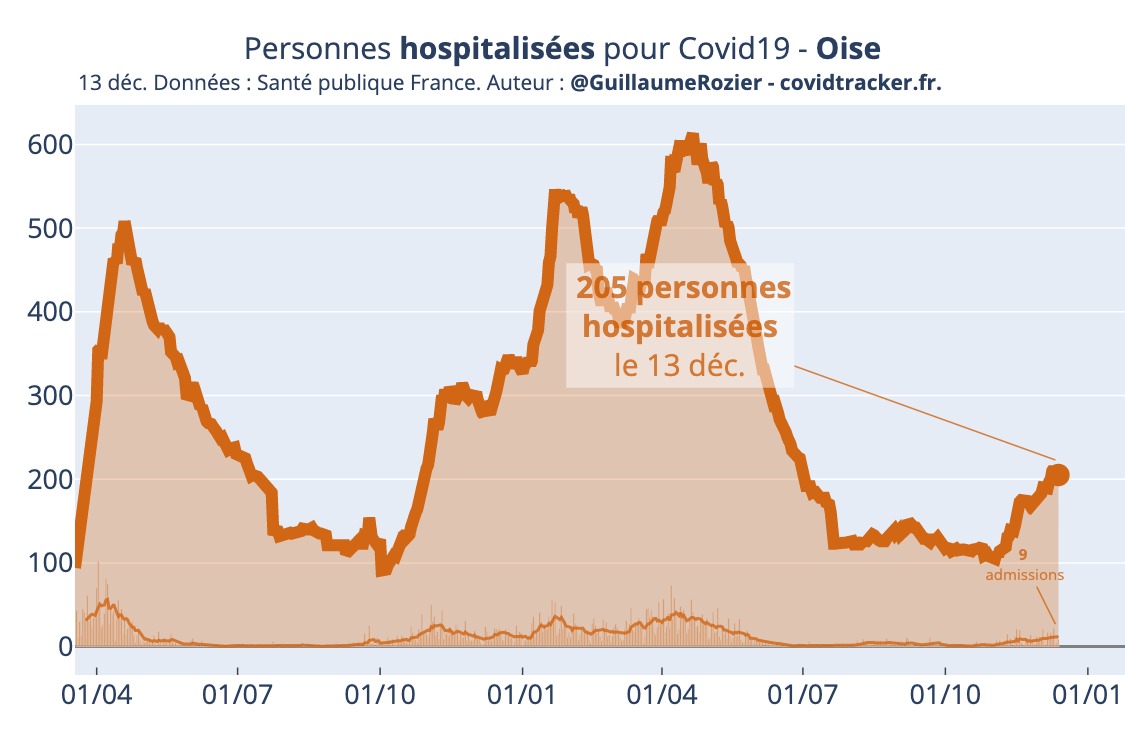 Personnes hospitalisées pour Covid19 - Oise
13 déc. Données : Santé publique France. Auteur : @GuillaumeRozier - covidtracker.fr.
600
500
400
300
200
100
0
205 personnes
hospitalisées
le 13 déc.
9
admissions
01/04
01/07
01/10
01/01
01/04
01/07
01/10
01/01